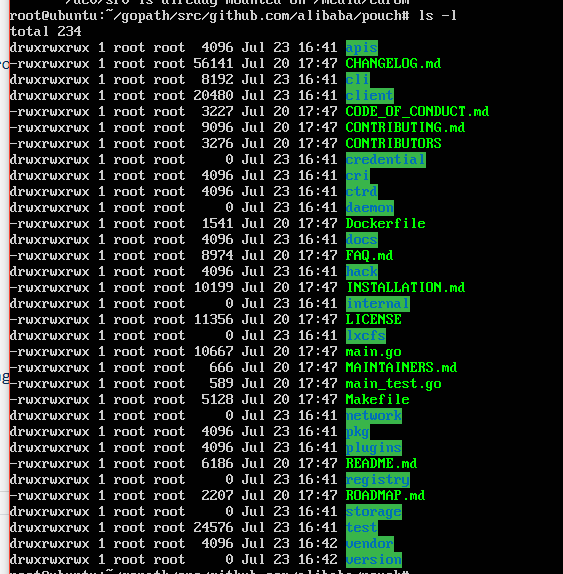 /dev/sr0 is already mounted on /media/cdrom
root@ubuntu:~/gopath/src/github.com/alibaba/pouch# ls -l
total 234
drwxrwxrwx 1 root root  4096 Jul 23 16:41 apis
-rwxrwxrwx 1 root root 56141 Jul 20 17:47 CHANGELOG.md
drwxrwxrwx 1 root root  8192 Jul 23 16:41 cli
drwxrwxrwx 1 root root 20480 Jul 23 16:41 client
-rwxrwxrwx 1 root root  3227 Jul 20 17:47 CODE_OF_CONDUCT.md
-rwxrwxrwx 1 root root  9096 Jul 20 17:47 CONTRIBUTING.md
-rwxrwxrwx 1 root root  3276 Jul 20 17:47 CONTRIBUTORS
drwxrwxrwx 1 root root     0 Jul 23 16:41 credential
drwxrwxrwx 1 root root  4096 Jul 23 16:41 cri
drwxrwxrwx 1 root root  4096 Jul 23 16:41 ctrd
drwxrwxrwx 1 root root     0 Jul 23 16:41 daemon
-rwxrwxrwx 1 root root  1541 Jul 20 17:47 Dockerfile
drwxrwxrwx 1 root root  4096 Jul 23 16:41 docs
-rwxrwxrwx 1 root root  8974 Jul 20 17:47 FAQ.md
drwxrwxrwx 1 root root  4096 Jul 23 16:41 hack
-rwxrwxrwx 1 root root 10199 Jul 20 17:47 INSTALLATION.md
drwxrwxrwx 1 root root     0 Jul 23 16:41 internal
-rwxrwxrwx 1 root root 11356 Jul 20 17:47 LICENSE
drwxrwxrwx 1 root root     0 Jul 23 16:41 lxcfs
-rwxrwxrwx 1 root root 10667 Jul 20 17:47 main.go
-rwxrwxrwx 1 root root   666 Jul 20 17:47 MAINTAINERS.md
-rwxrwxrwx 1 root root   589 Jul 20 17:47 main_test.go
-rwxrwxrwx 1 root root  5128 Jul 20 17:47 Makefile
drwxrwxrwx 1 root root     0 Jul 23 16:41 network
drwxrwxrwx 1 root root  4096 Jul 23 16:41 pkg
drwxrwxrwx 1 root root  4096 Jul 23 16:41 plugins
-rwxrwxrwx 1 root root  6186 Jul 20 17:47 README.md
drwxrwxrwx 1 root root     0 Jul 23 16:41 registry
-rwxrwxrwx 1 root root  2207 Jul 20 17:47 ROADMAP.md
drwxrwxrwx 1 root root     0 Jul 23 16:41 storage
drwxrwxrwx 1 root root 24576 Jul 23 16:41 test
drwxrwxrwx 1 root root  4096 Jul 23 16:42 vendor
drwxrwxrwx 1 root root     0 Jul 23 16:42 version
root@ubuntu:~/gopath/src/github.com/alibaba/pouch#